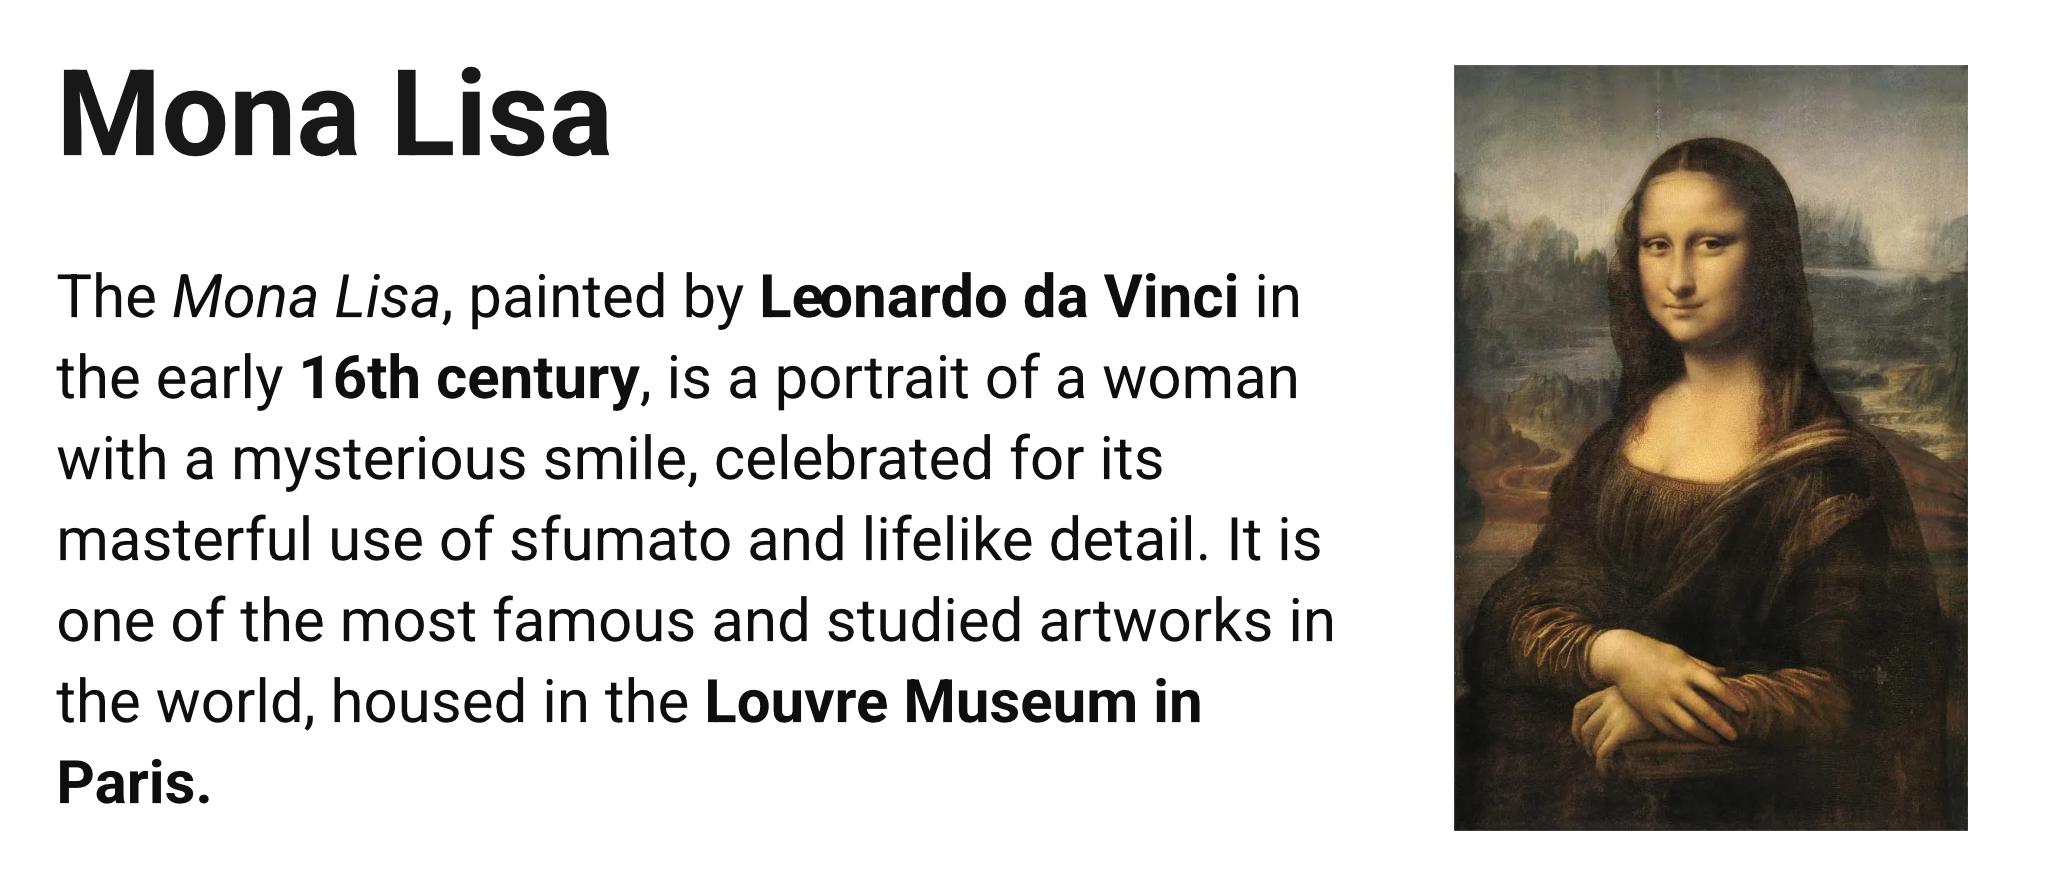 Mona Lisa
The Mona Lisa, painted by Leonardo da Vinci in
the early 16th century, is a portrait of a woman
with a mysterious smile, celebrated for its
masterful use of sfumato and lifelike detail. It is
one of the most famous and studied artworks in
the world, housed in the Louvre Museum in
Paris.